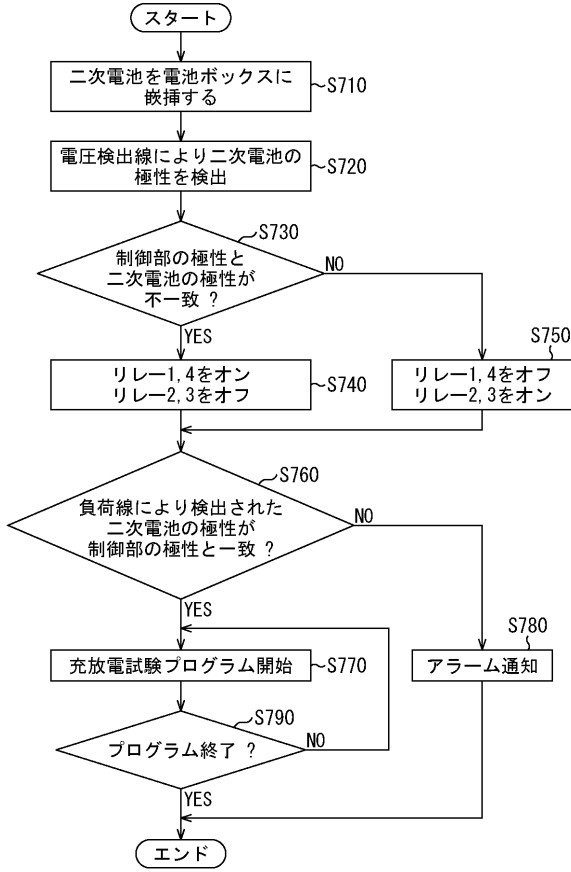 スタート
二次電池を電池ボックスに
嵌挿する
S710
電圧検出線により二次電池の
極性を検出
S720
S730
制御部の極性と
二次電池の極性が
不一致 ?
NO
YES
S750
リレー1,4をオン
リレー2,3をオフ
S740
リレー1,4をオフ
リレー2,3をオン
S760
負荷線により検出された
二次電池の極性が
制御部の極性と一致 ?
NO
YES
S780
充放電試験プログラム開始
S770
アラーム通知
S790
プログラム終了 ?
NO
YES
エンド